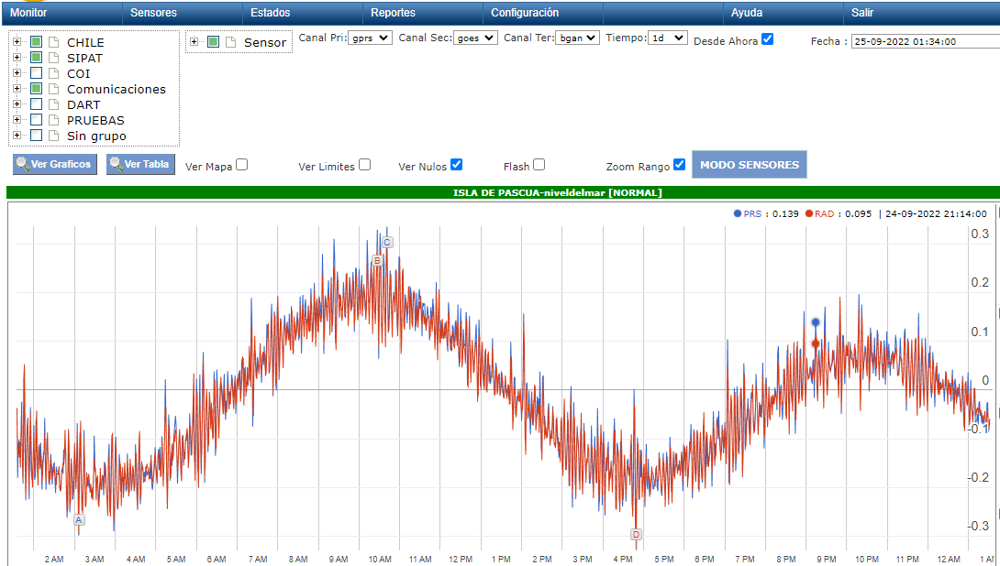 Monitor Sensores Estados Reportes Configuración Ayuda Salir
CHILE
SIPAT
COI
Comunicaciones
DART
PRUEBAS
Sin grupo
Sensor
Canal Pri: gprs Canal Sec: goes Canal Ter: bgan Tiempo: 1d Desde Ahora Fecha : 25-09-2022 01:34:00
Ver Graficos Ver Tabla Ver Mapa Ver Limites Ver Nulos Flash Zoom Rango MODO SENSORES
ISLA DE PASCUA-niveldelmar [NORMAL]
PRS : 0.139 RAD : 0.095 | 24-09-2022 21:14:00
0.3
C
B
0.2
0.1
0
-0.1
-0.2
A
-0.3
D
2 AM 3 AM 4 AM 5 AM 6 AM 7 AM 8 AM 9 AM 10 AM 11 AM 12 PM 1 PM 2 PM 3 PM 4 PM 5 PM 6 PM 7 PM 8 PM 9 PM 10 PM 11 PM 12 AM 1 AM